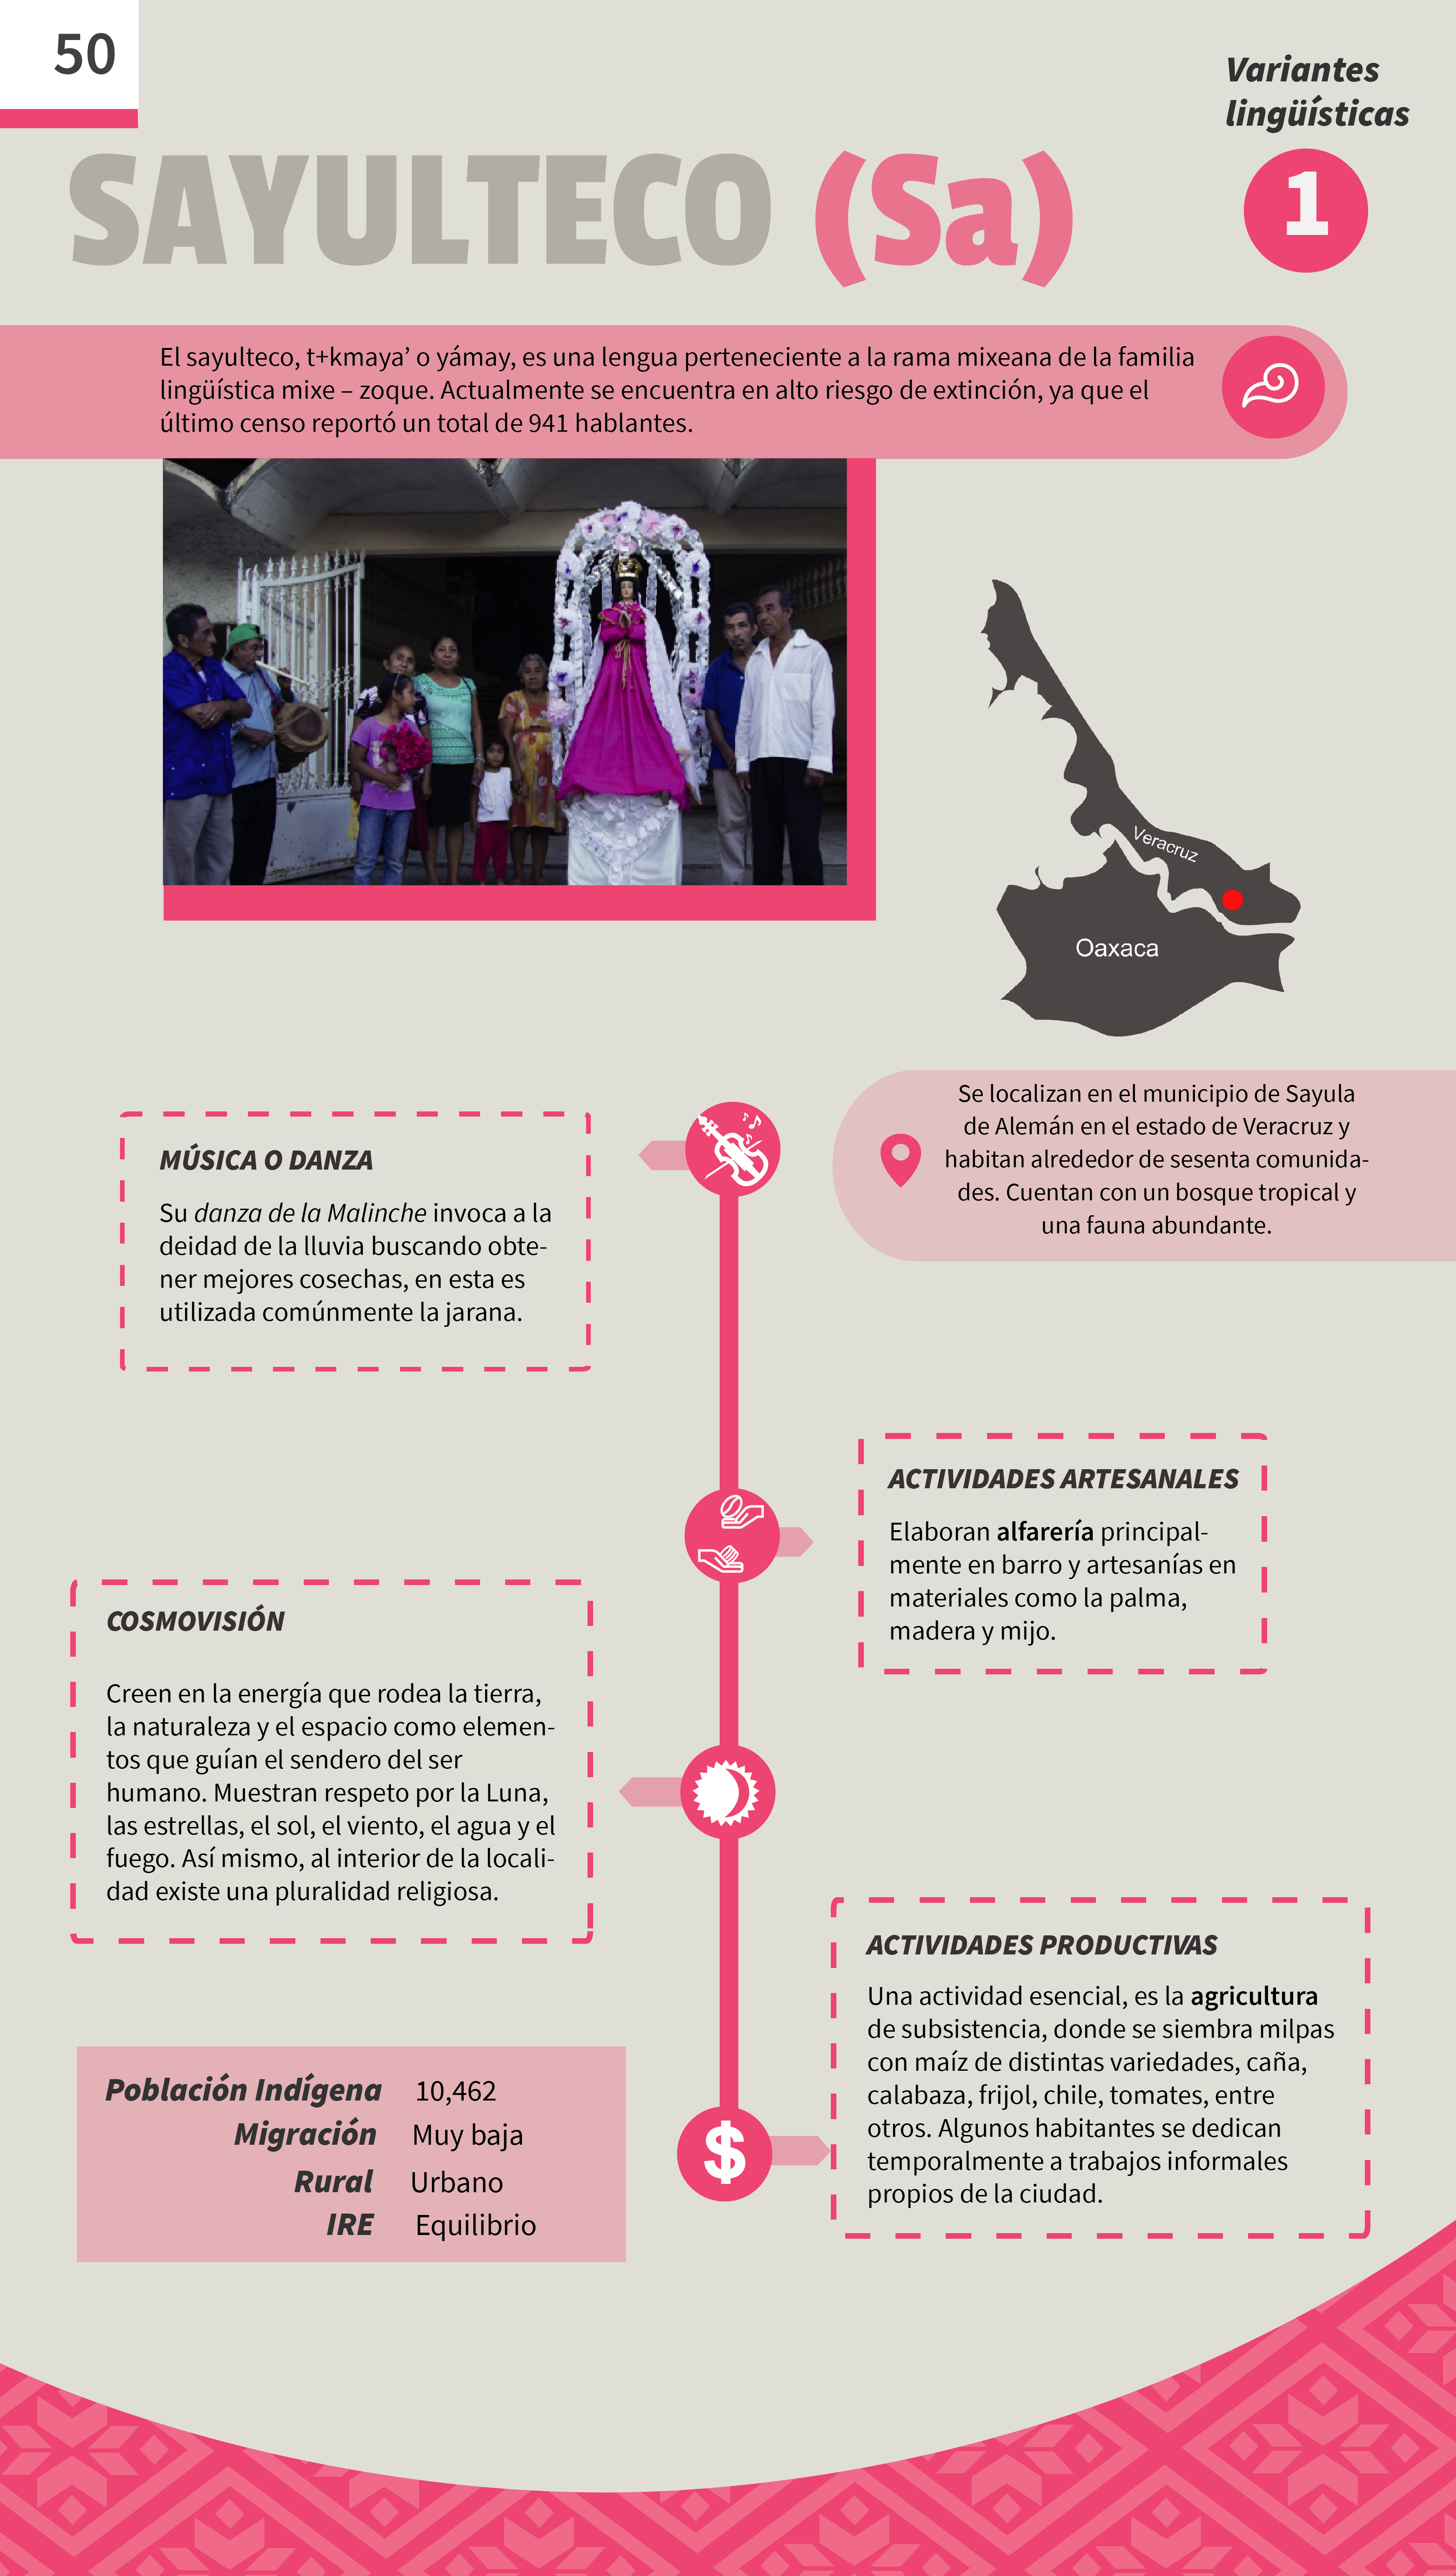 50
Variantes
lingüísticas
SAYULTECO (Sa)
1
El sayulteco, t+kmaya’ o yámay, es una lengua perteneciente a la rama mixeana de la familia
lingüística mixe – zoque. Actualmente se encuentra en alto riesgo de extinción, ya que el
último censo reportó un total de 941 hablantes.
Veracruz
Oaxaca
Se localizan en el municipio de Sayula
de Alemán en el estado de Veracruz y
habitan alrededor de sesenta comunida-
des. Cuentan con un bosque tropical y
una fauna abundante.
MÚSICA O DANZA
Su danza de la Malinche invoca a la
deidad de la lluvia buscando obte-
ner mejores cosechas, en esta es
utilizada comúnmente la jarana.
ACTIVIDADES ARTESANALES
Elaboran alfarería principal-
mente en barro y artesanías en
materiales como la palma,
madera y mijo.
COSMOVISIÓN
Creen en la energía que rodea la tierra,
la naturaleza y el espacio como elemen-
tos que guían el sendero del ser
humano. Muestran respeto por la Luna,
las estrellas, el sol, el viento, el agua y el
fuego. Así mismo, al interior de la locali-
dad existe una pluralidad religiosa.
ACTIVIDADES PRODUCTIVAS
Una actividad esencial, es la agricultura
de subsistencia, donde se siembra milpas
con maíz de distintas variedades, caña,
calabaza, frijol, chile, tomates, entre
otros. Algunos habitantes se dedican
temporalmente a trabajos informales
propios de la ciudad.
$
Población Indígena 10,462
Migración Muy baja
Rural Urbano
IRE Equilibrio